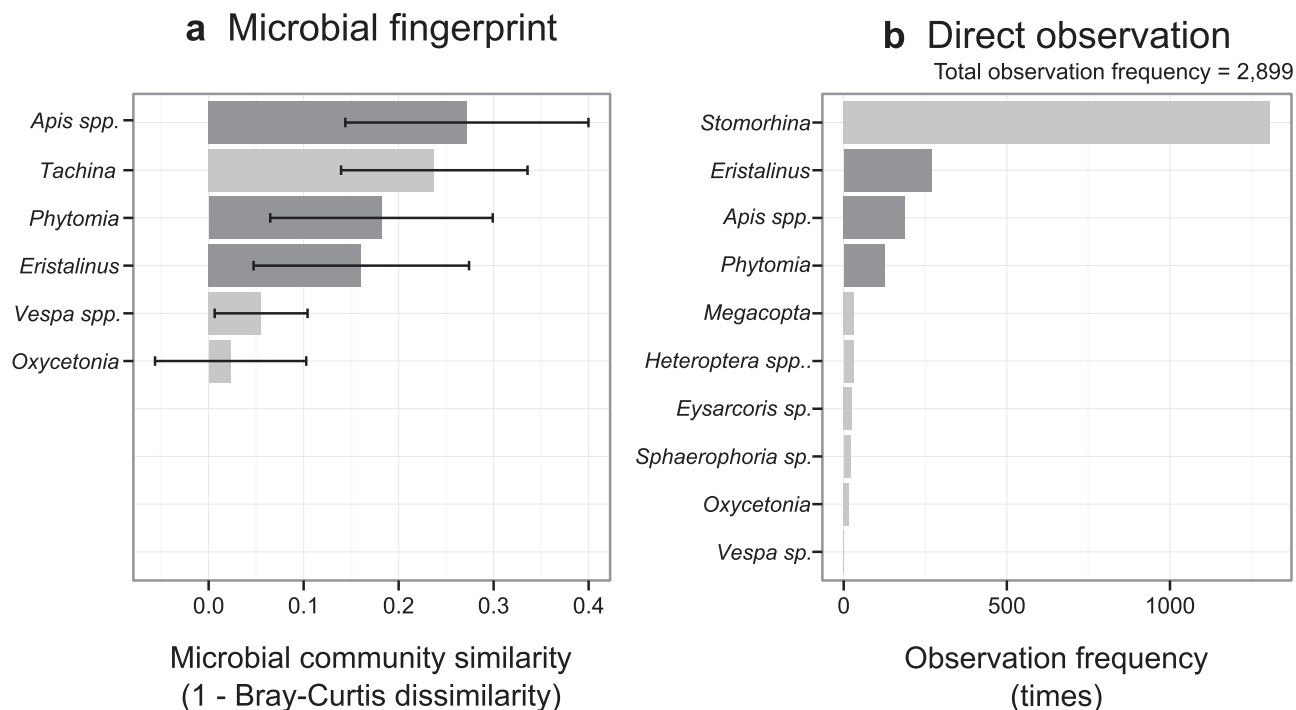 a Microbial fingerprint
Apis spp.
Tachina
Phytomia
Eristalinus
Vespa spp.
Oxycetonia
0.0 0.1 0.2 0.3 0.4
Microbial community similarity
(1 - Bray-Curtis dissimilarity)
b Direct observation
Total observation frequency = 2,899
Stomorhina
Eristalinus
Apis spp.
Phytomia
Megacopta
Heteroptera spp..
Eysarcoris sp.
Sphaerophoria sp.
Oxycetonia
Vespa sp.
0 500 1000
Observation frequency
(times)